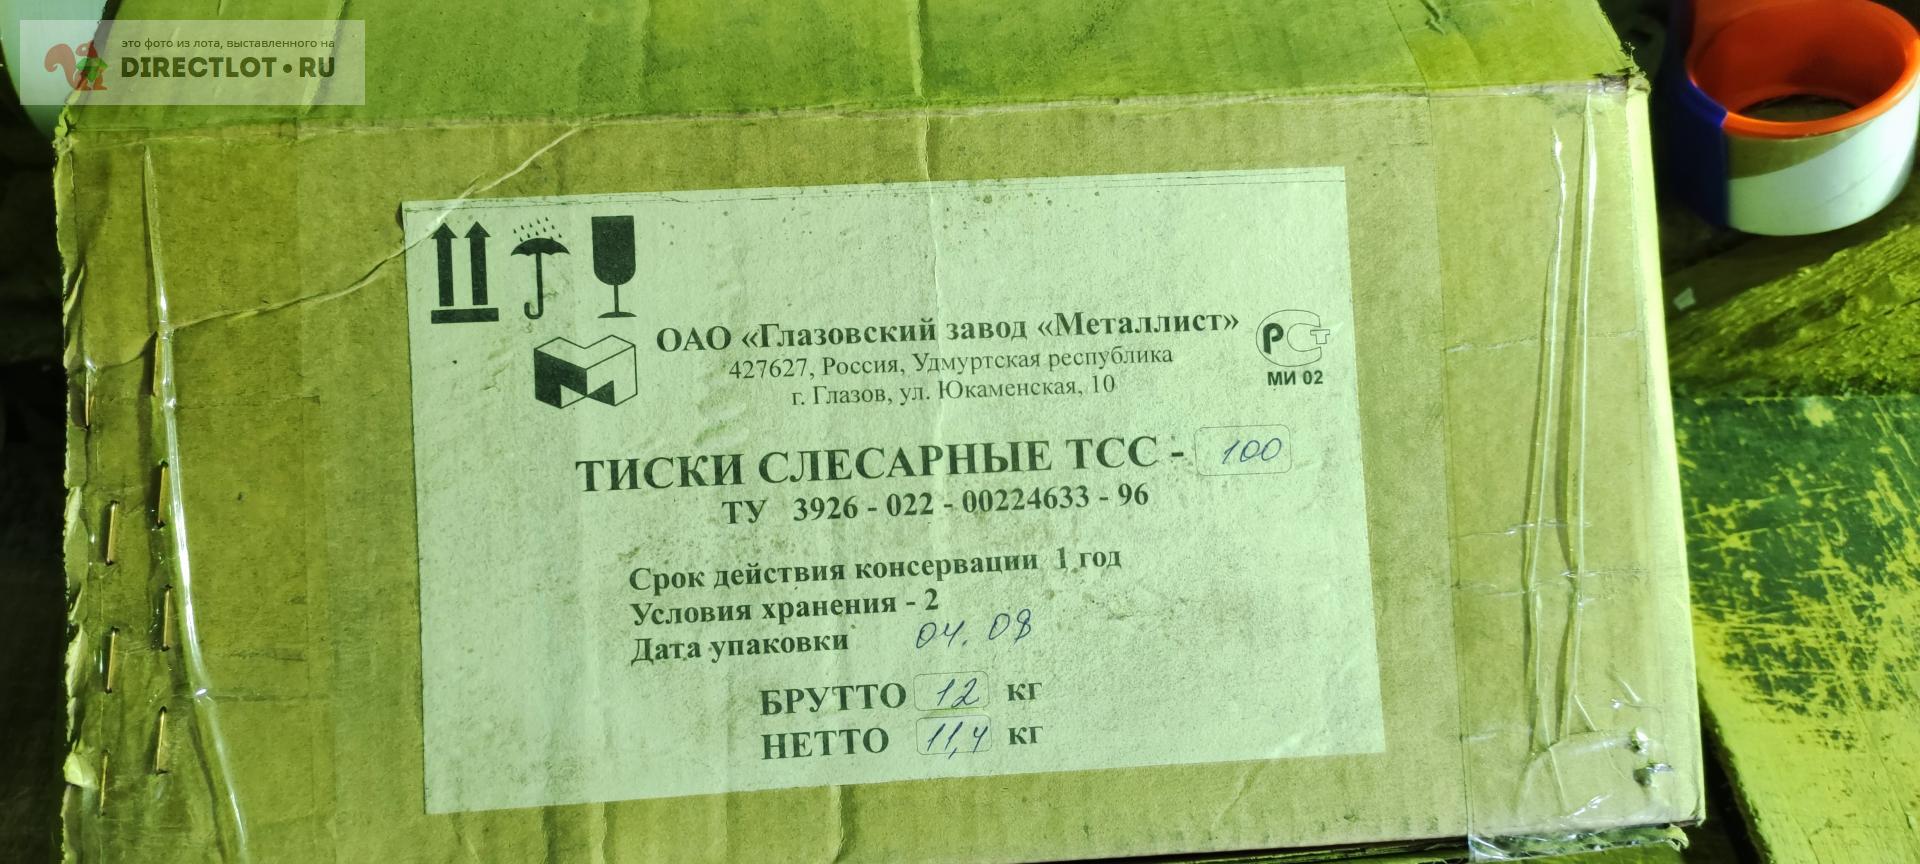 это фото из лота, выставленного на
DIRECTLOT•RU
ОАО «Глазовский завод «Металлист»
427627, Россия, Удмуртская республика
г. Глазов, ул. Юкаменская, 10
РСТ
МИ 02
ТИСКИ СЛЕСАРНЫЕ ТСС - 100
ТУ 3926 - 022 - 00224633 - 96
Срок действия консервации 1 год
Условия хранения - 2
Дата упаковки 04. 08
БРУТТО 12 кг
НЕТТО 11,4 кг